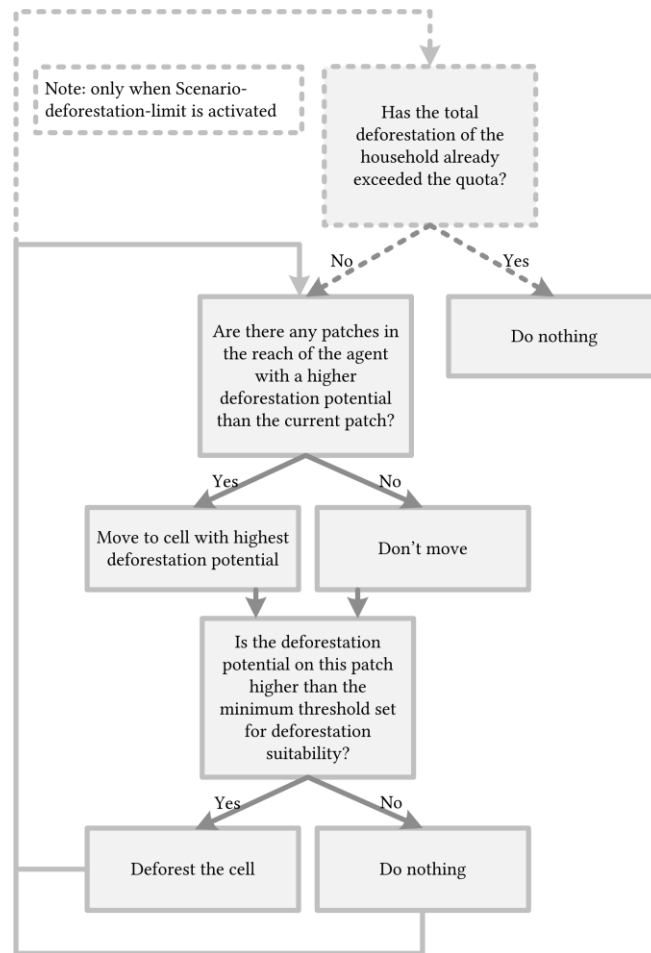 Note: only when Scenario-
deforestation-limit is activated
Has the total
deforestation of the
household already
exceeded the quota?
No
Yes
Are there any patches in
the reach of the agent
with a higher
deforestation potential
than the current patch?
Do nothing
Yes
No
Move to cell with highest
deforestation potential
Don’t move
Is the deforestation
potential on this patch
higher than the
minimum threshold set
for deforestation
suitability?
Yes
No
Deforest the cell
Do nothing